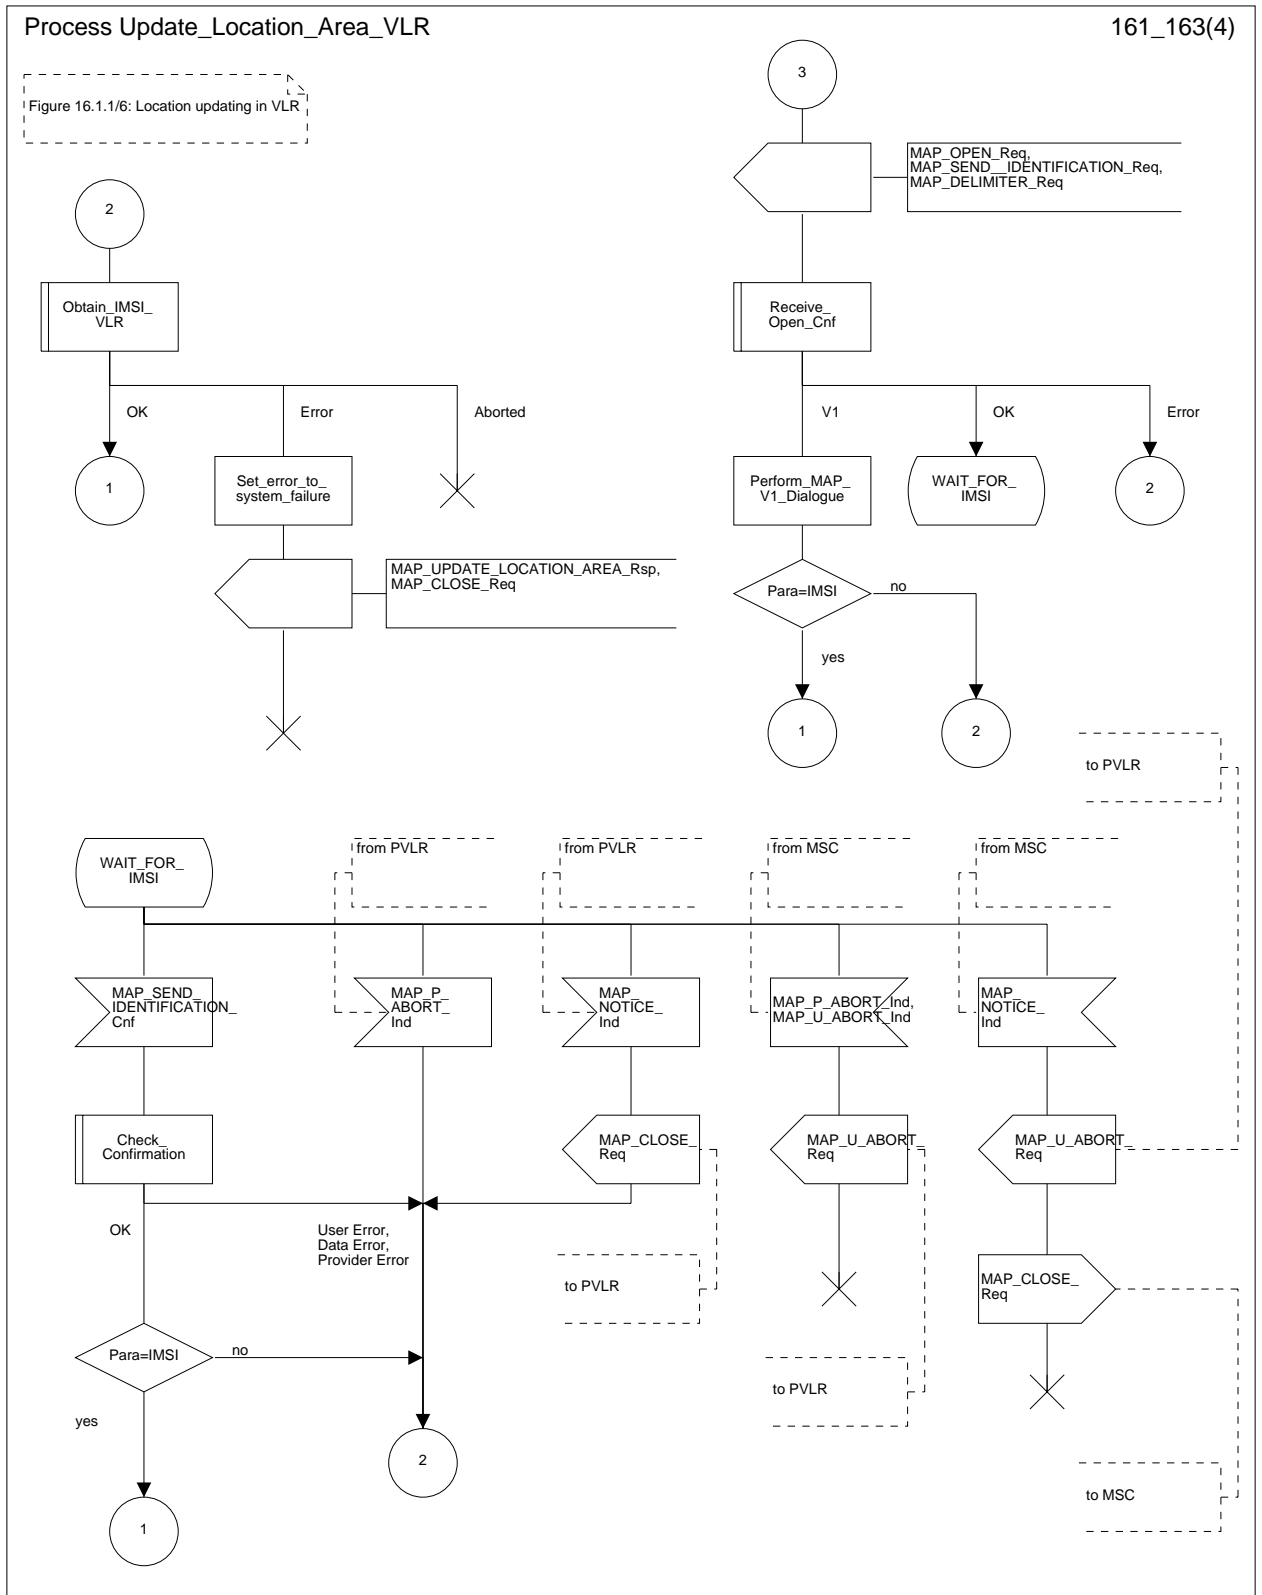 Process Update_Location_Area_VLR
161_163(4)
Figure 16.1.1/6: Location updating in VLR
3
MAP_OPEN_Req,
MAP_SEND__IDENTIFICATION_Req,
MAP_DELIMITER_Req
2
Obtain_IMSI_
VLR
Receive_
Open_Cnf
OK
Error
Aborted
V1
OK
Error
1
Set_error_to_
system_failure
Perform_MAP_
V1_Dialogue
WAIT_FOR_
IMSI
2
MAP_UPDATE_LOCATION_AREA_Rsp,
MAP_CLOSE_Req
Para=IMSI
no
yes
1
2
to PVLR
WAIT_FOR_
IMSI
from PVLR
from PVLR
from MSC
from MSC
MAP_SEND_
IDENTIFICATION_
Cnf
MAP_P_
ABORT_
Ind
MAP_
NOTICE_
Ind
MAP_P_ABORT_Ind,
MAP_U_ABORT_Ind
MAP_
NOTICE_
Ind
Check_
Confirmation
MAP_CLOSE_
Req
MAP_U_ABORT_
Req
MAP_U_ABORT_
Req
OK
User Error,
Data Error,
Provider Error
to PVLR
MAP_CLOSE_
Req
Para=IMSI
no
to PVLR
yes
2
to MSC
1